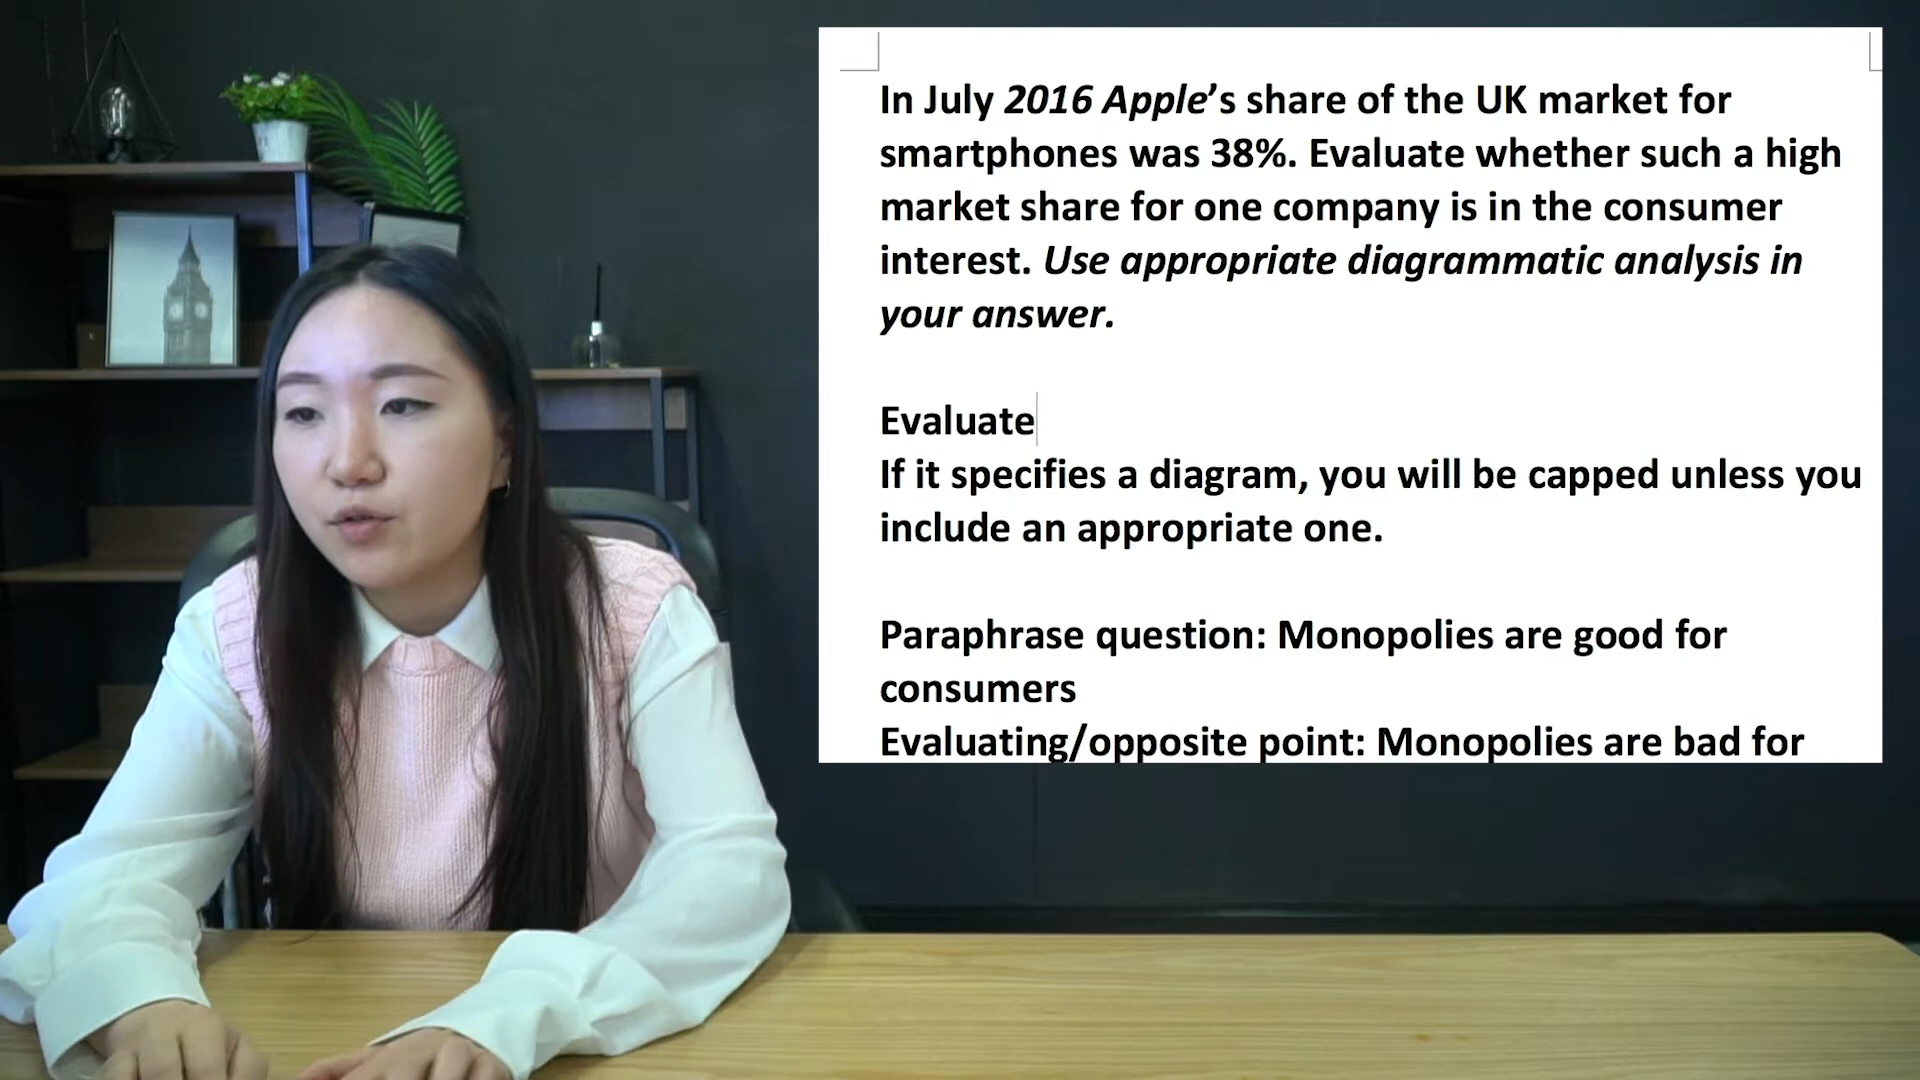 In July 2016 Apple’s share of the UK market for
smartphones was 38%. Evaluate whether such a high
market share for one company is in the consumer
interest. Use appropriate diagrammatic analysis in
your answer.
Evaluate
If it specifies a diagram, you will be capped unless you
include an appropriate one.
Paraphrase question: Monopolies are good for
consumers
Evaluating/opposite point: Monopolies are bad for